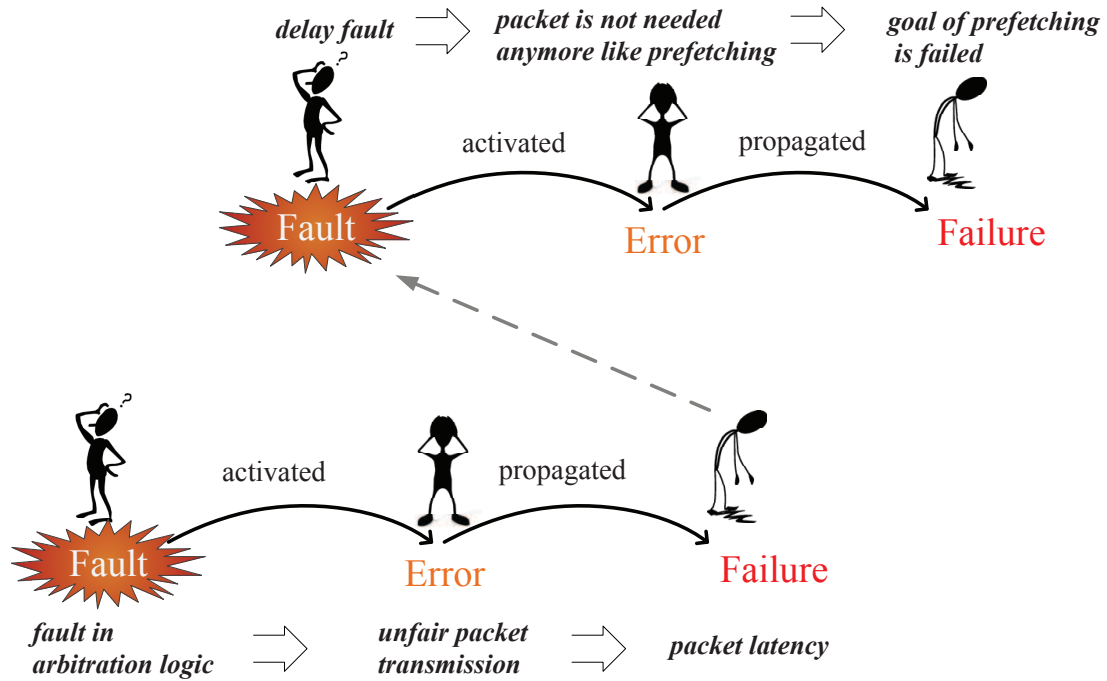 delay fault
packet is not needed
anymore like prefetching
goal of prefetching
is failed
?
activated
propagated
Fault
Error
Failure
?
activated
propagated
Fault
Error
Failure
fault in
arbitration logic
unfair packet
transmission
packet latency